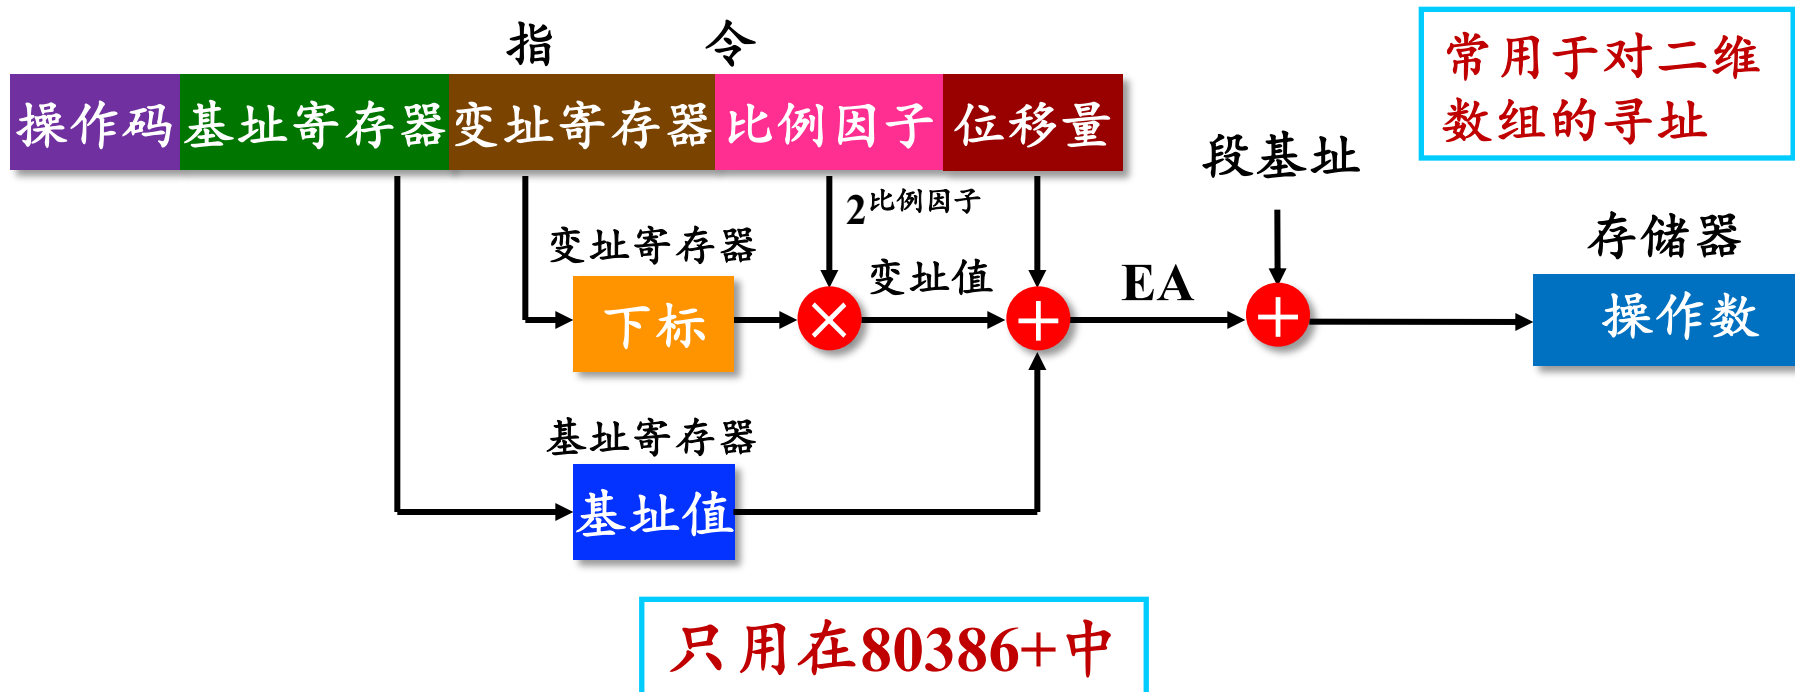 指 令
常用于对二维
数组的寻址
操作码 基址寄存器 变址寄存器 比例因子 位移量
段基址
2比例因子
变址寄存器
变址值
EA
存储器
下标
×
+
+
操作数
基址寄存器
基址值
只用在80386+中